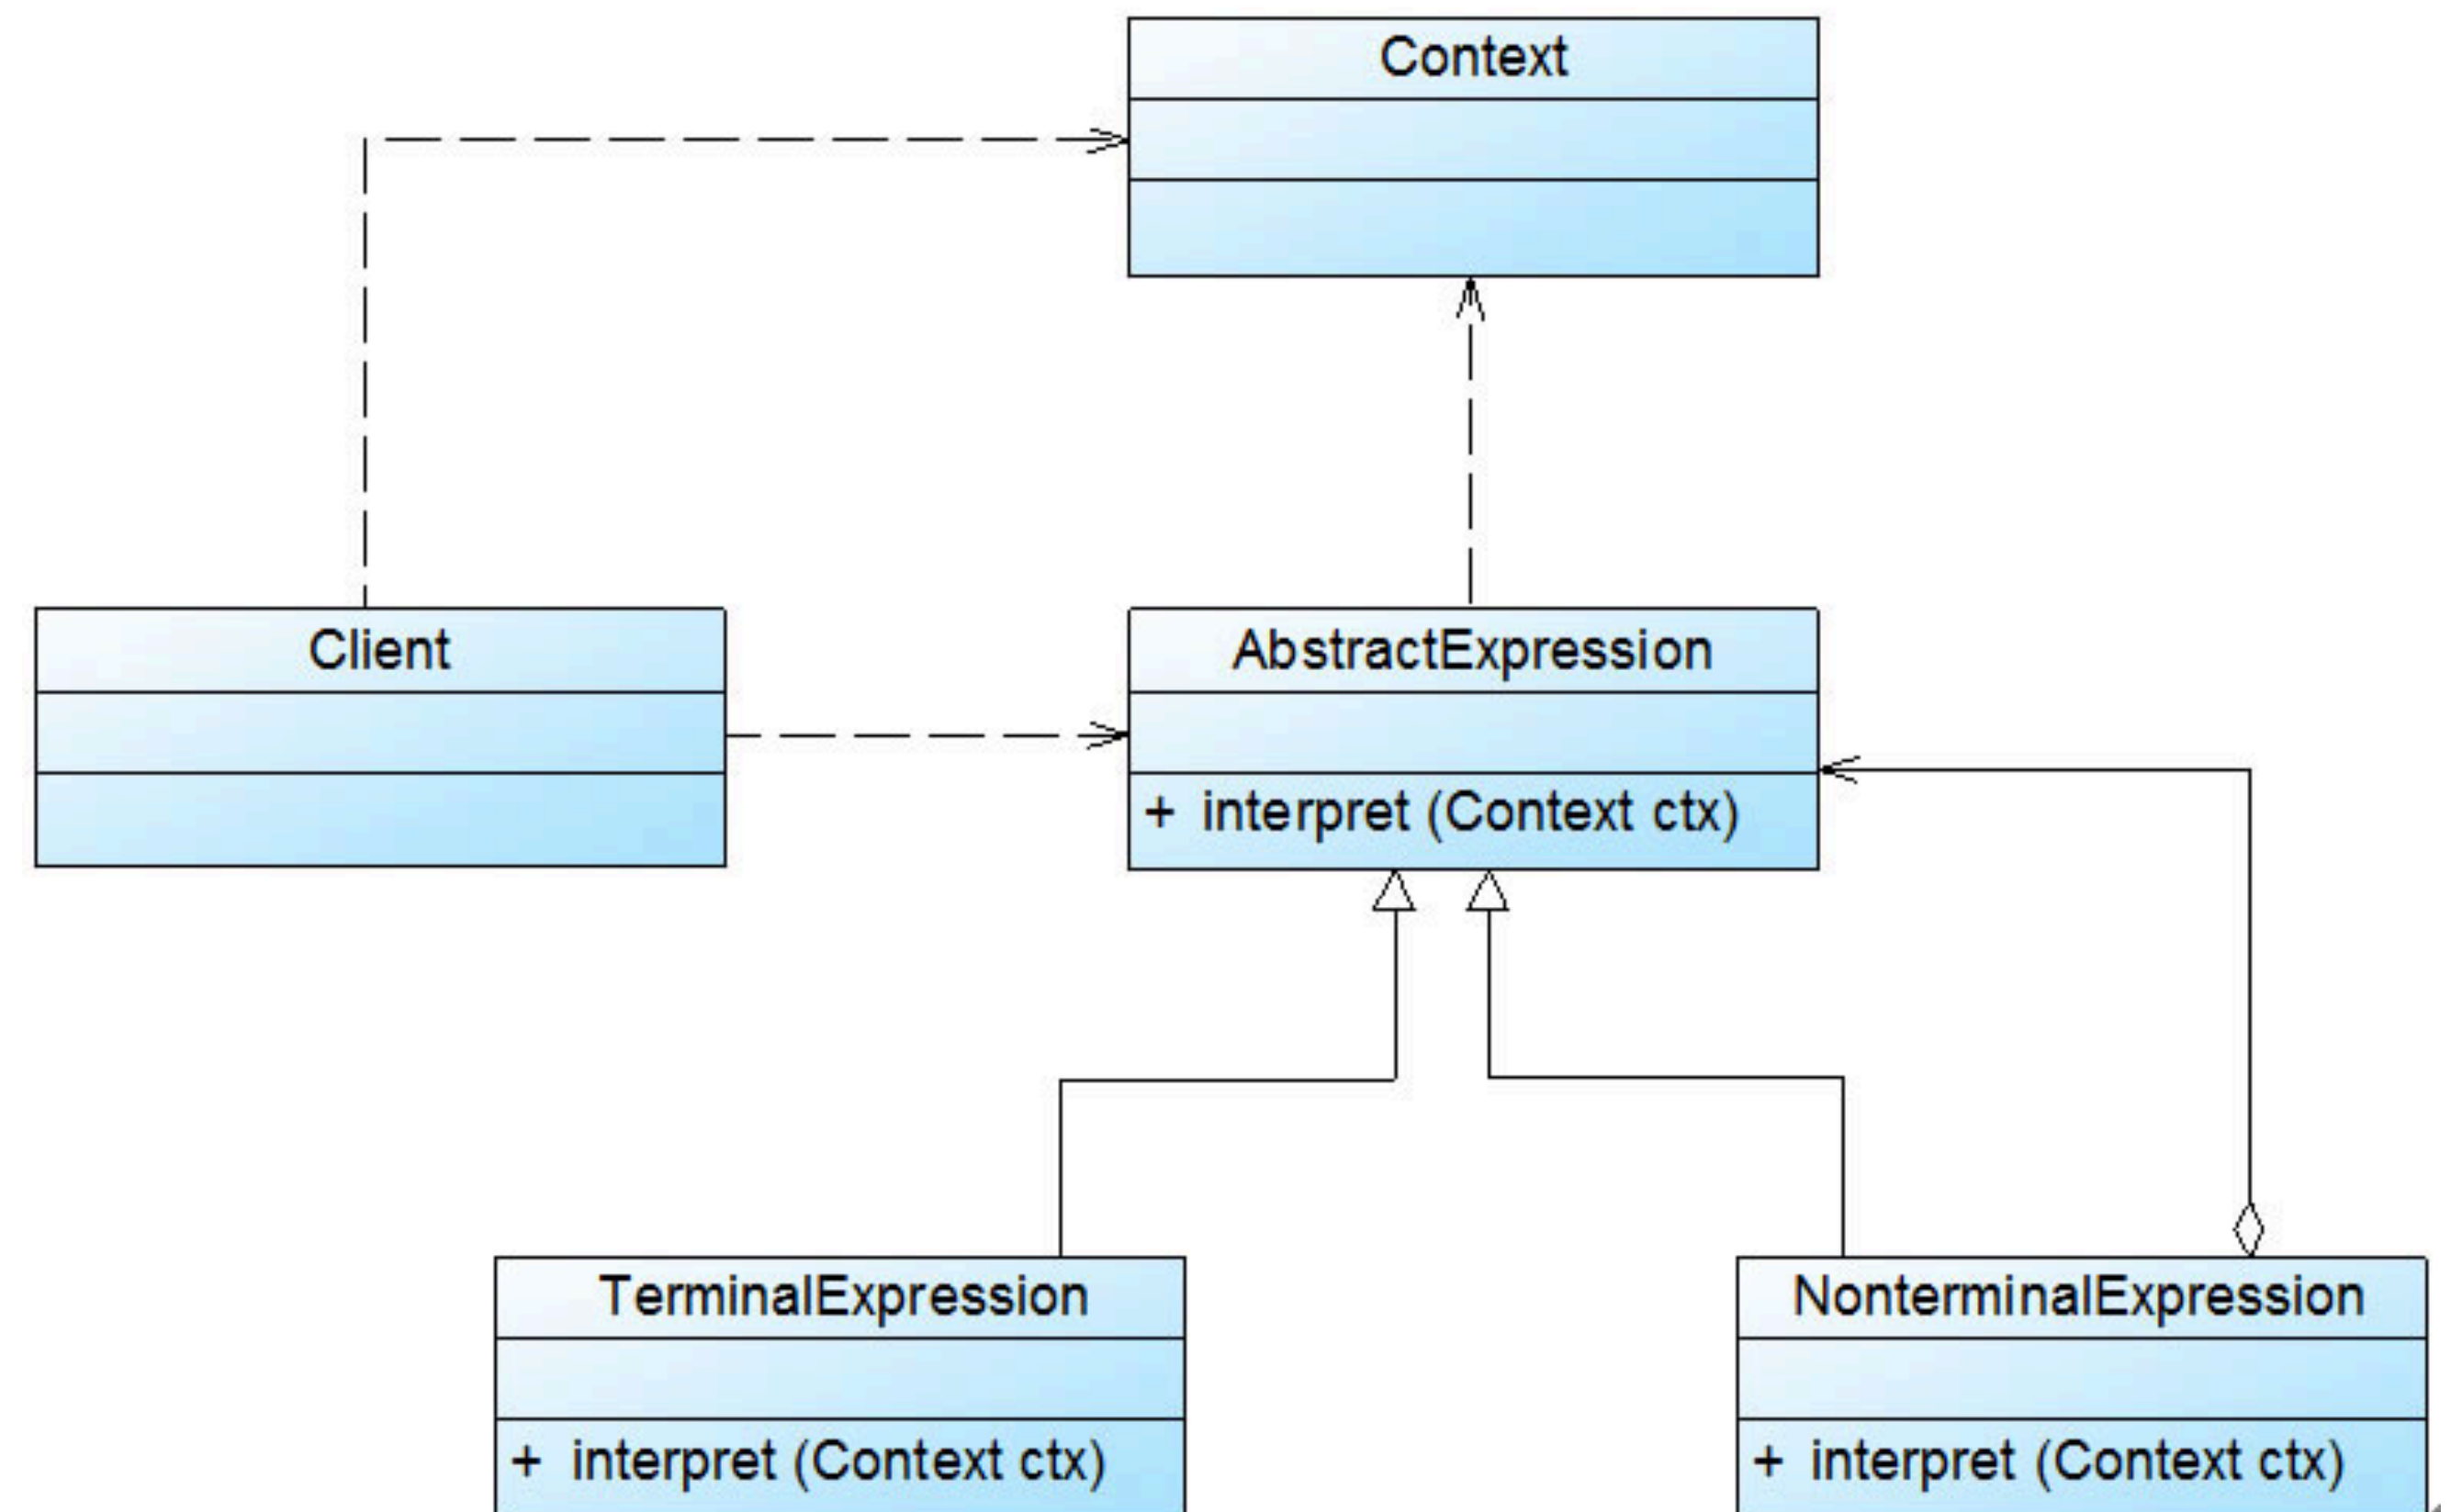 Context
Client
AbstractExpression
+ interpret (Context ctx)
TerminalExpression
+ interpret (Context ctx)
NonterminalExpression
+ interpret (Context ctx)